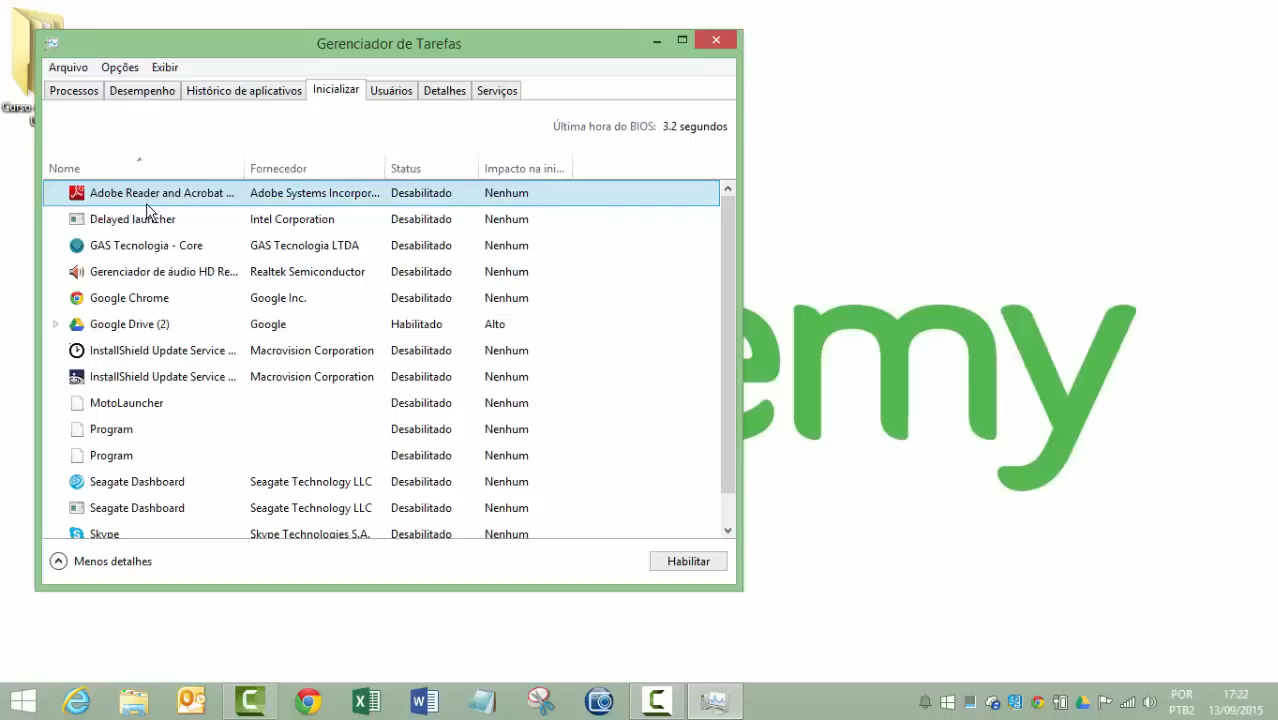 Curso
Gerenciador de Tarefas
Arquivo Opções Exibir
Processos Desempenho Histórico de aplicativos Inicializar Usuários Detalhes Serviços
Última hora do BIOS: 3.2 segundos
Nome Fornecedor Status Impacto na ini...
Adobe Reader and Acrobat ... Adobe Systems Incorpor... Desabilitado Nenhum
Delayed launcher Intel Corporation Desabilitado Nenhum
GAS Tecnologia - Core GAS Tecnologia LTDA Desabilitado Nenhum
Gerenciador de áudio HD Re... Realtek Semiconductor Desabilitado Nenhum
Google Chrome Google Inc. Desabilitado Nenhum
Google Drive (2) Google Habilitado Alto
InstallShield Update Service ... Macrovision Corporation Desabilitado Nenhum
InstallShield Update Service ... Macrovision Corporation Desabilitado Nenhum
MotoLauncher Desabilitado Nenhum
Program Desabilitado Nenhum
Program Desabilitado Nenhum
Seagate Dashboard Seagate Technology LLC Desabilitado Nenhum
Seagate Dashboard Seagate Technology LLC Desabilitado Nenhum
Skype Skype Technologies S.A. Desabilitado Nenhum
Menos detalhes Habilitar
emy
POR 17:22
PTB2 13/09/2015